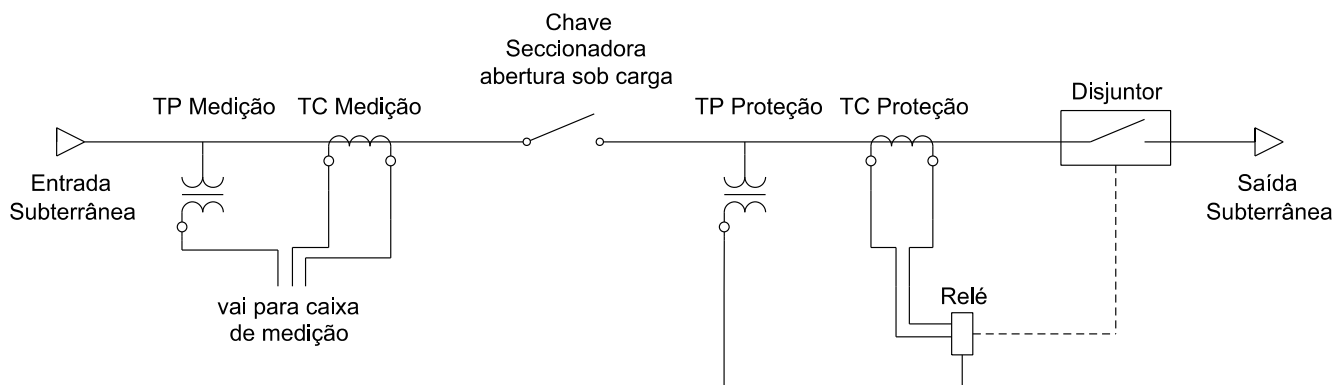 Chave
Seccionadora
abertura sob carga
TP Medição
TC Medição
TP Proteção
TC Proteção
Disjuntor
Entrada
Subterrânea
Saída
Subterrânea
vai para caixa
de medição
Relé